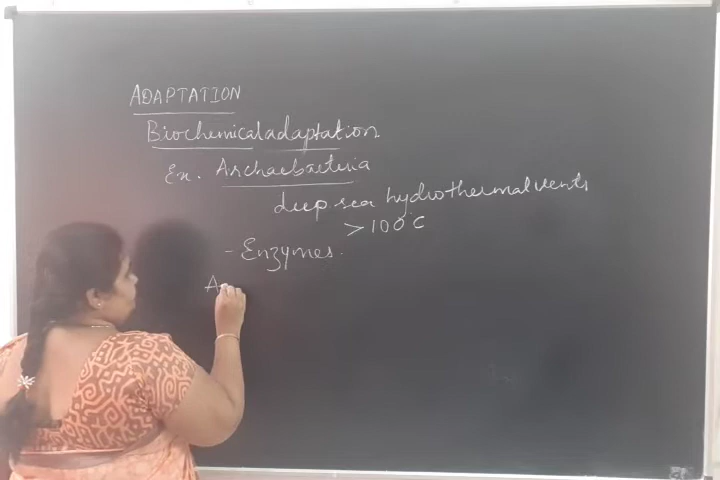 ADAPTATION
Biochemical adaptation
Ex. Archaebacteria
deep sea hydrothermal vents
> 100°C
- Enzymes.
A